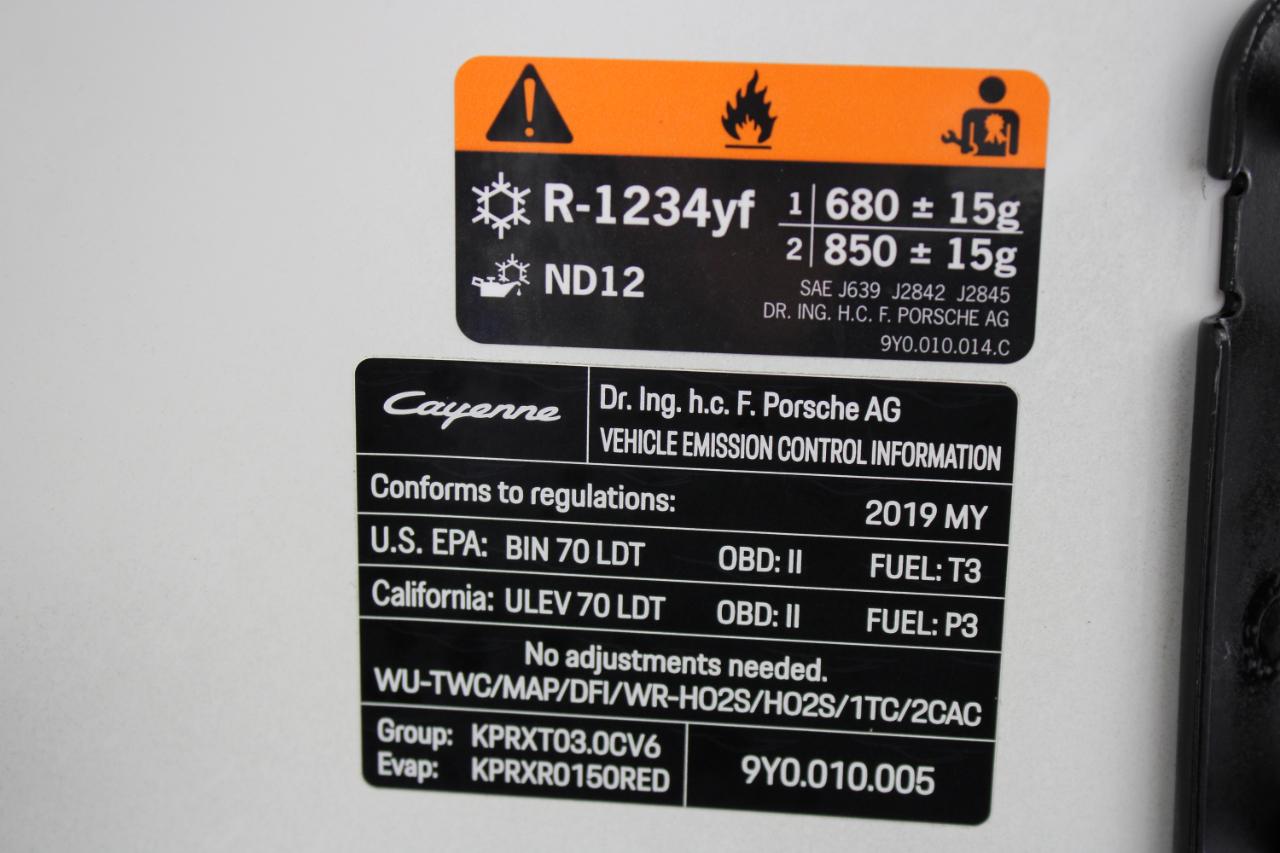 R-1234yf 1 680 ± 15g
2 850 ± 15g
ND12
SAE J639 J2842 J2845
DR. ING. H.C. F. PORSCHE AG
9Y0.010.014.C
Cayenne
Dr. Ing. h.c. F. Porsche AG
VEHICLE EMISSION CONTROL INFORMATION
Conforms to regulations: 2019 MY
U.S. EPA: BIN 70 LDT OBD: II FUEL: T3
California: ULEV 70 LDT OBD: II FUEL: P3
No adjustments needed.
WU-TWC/MAP/DFI/WR-HO2S/HO2S/1TC/2CAC
Group: KPRXT03.0CV6
Evap: KPRXR0150RED
9Y0.010.005